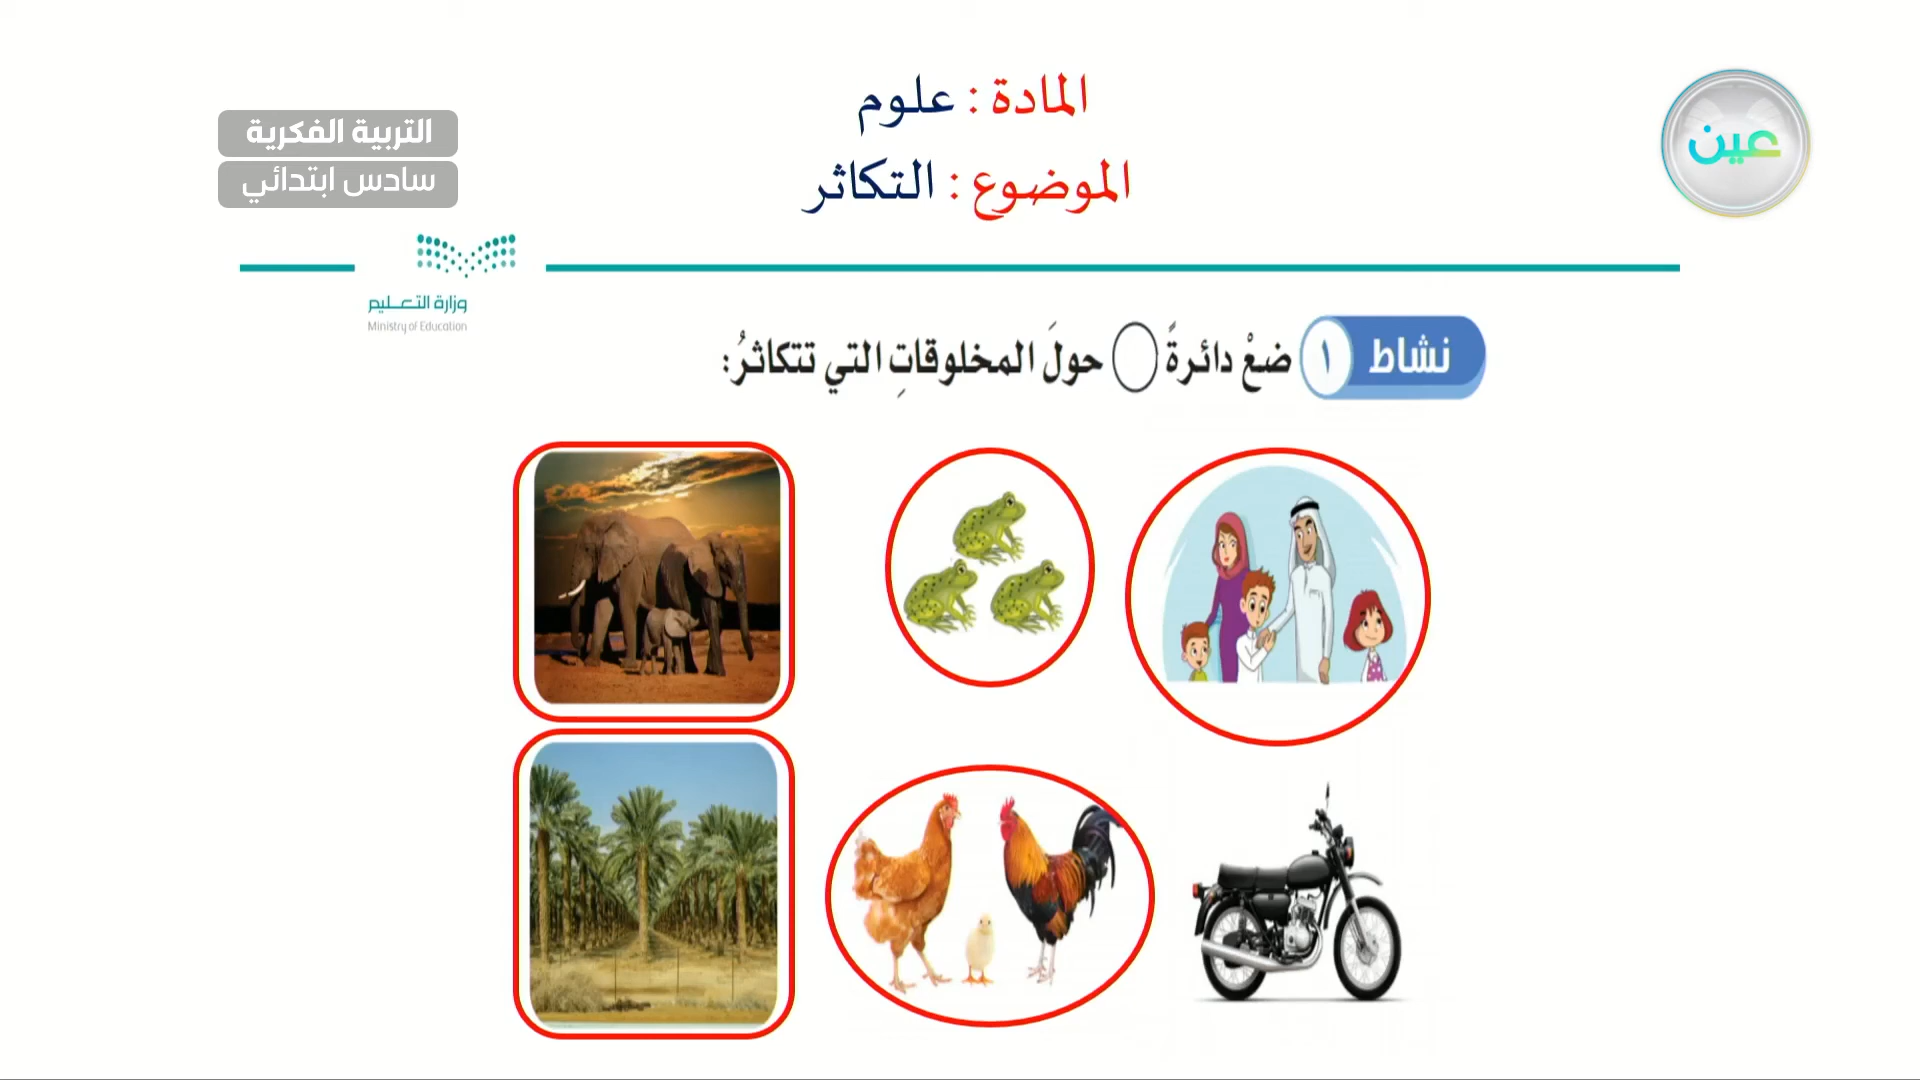 المادة : علوم
الموضوع : التكاثر
عين
التربية الفكرية
سادس ابتدائي
وزارة التعليم
Ministry of Education
نشاط ١ ضعْ دائرةً حولَ المخلوقاتِ التي تتكاثرُ: